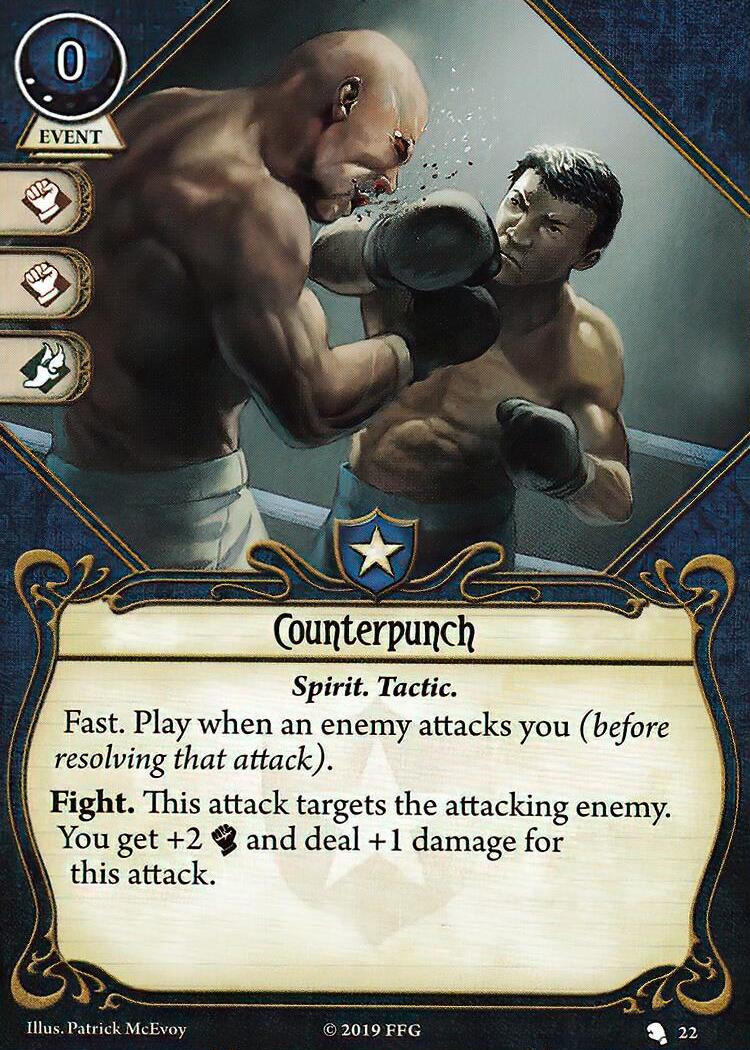 0
EVENT
Counterpunch
Spirit. Tactic.
Fast. Play when an enemy attacks you (before
resolving that attack).
Fight. This attack targets the attacking enemy.
You get +2 and deal +1 damage for
this attack.
Illus. Patrick McEvoy
© 2019 FFG
22